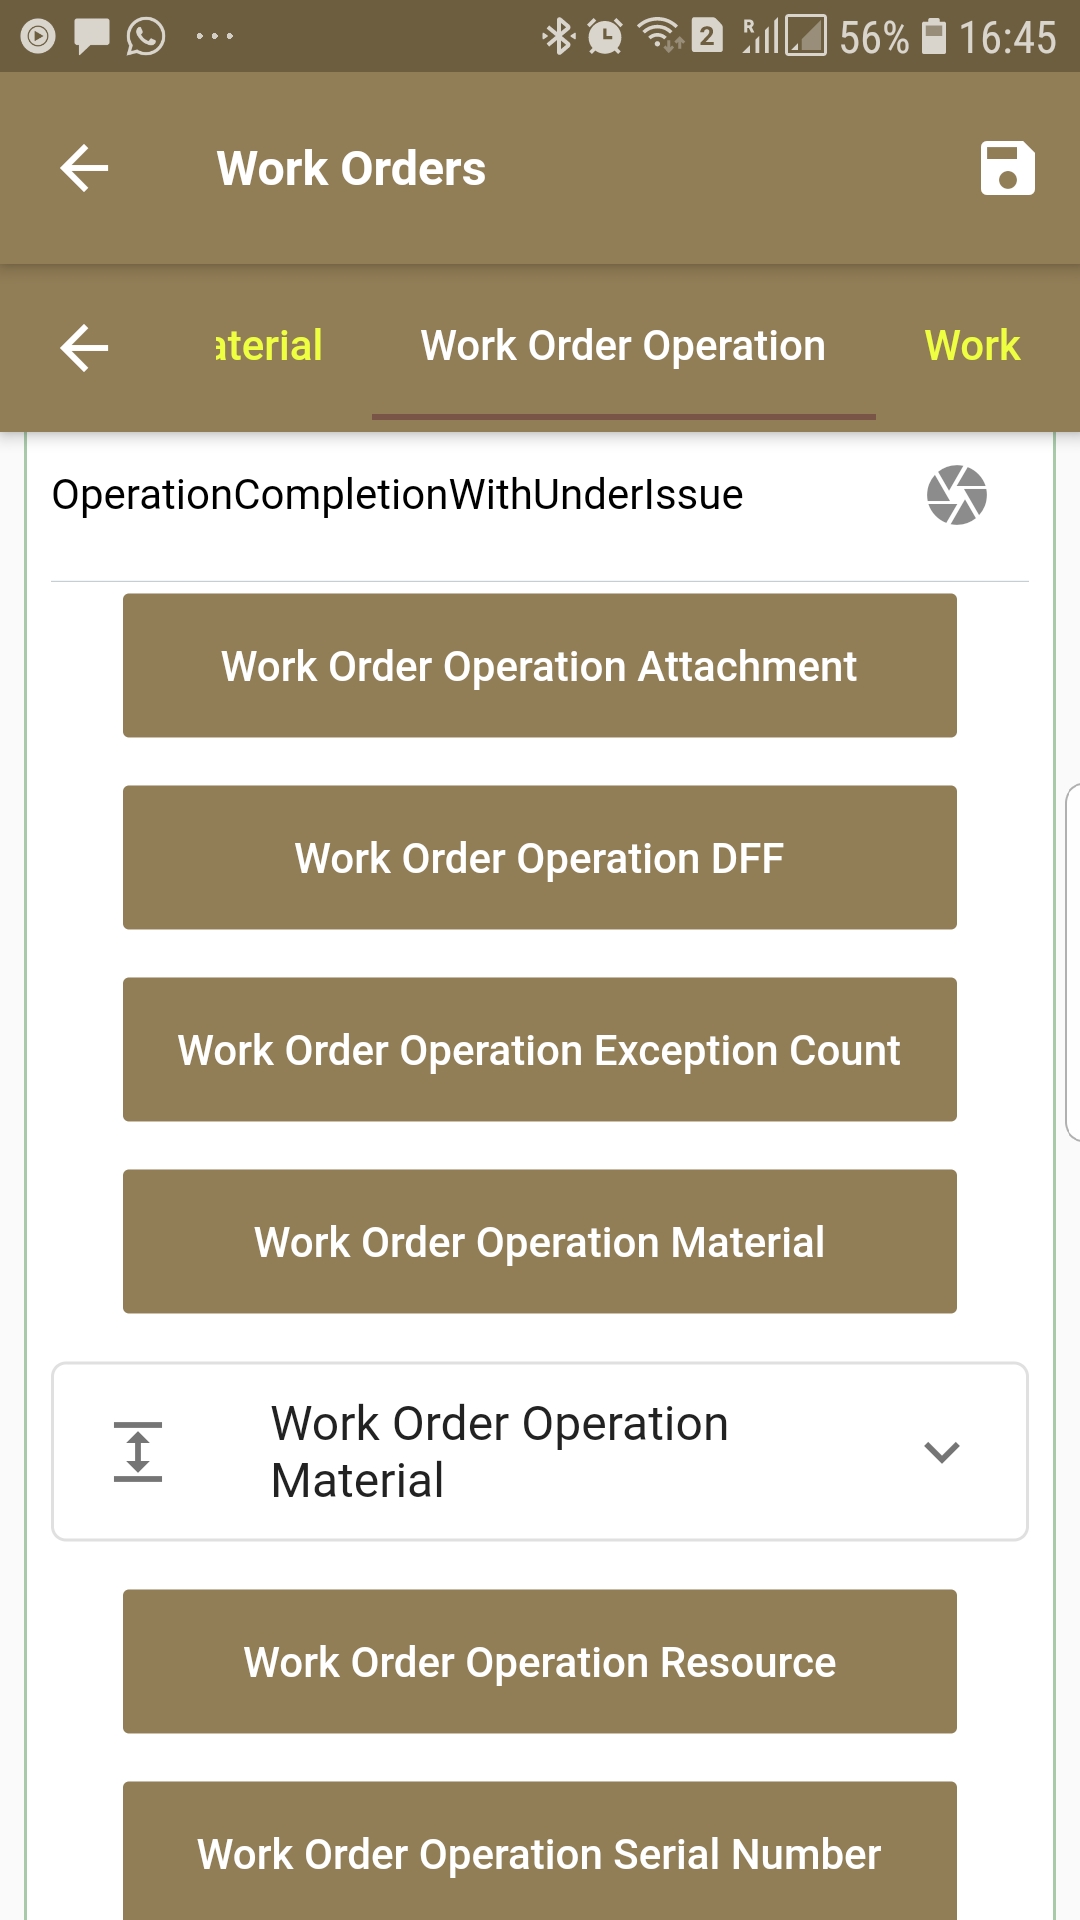 2 R 56% 16:45
Work Orders
aterial Work Order Operation Work
OperationCompletionWithUnderIssue
Work Order Operation Attachment
Work Order Operation DFF
Work Order Operation Exception Count
Work Order Operation Material
Work Order Operation
Material
Work Order Operation Resource
Work Order Operation Serial Number